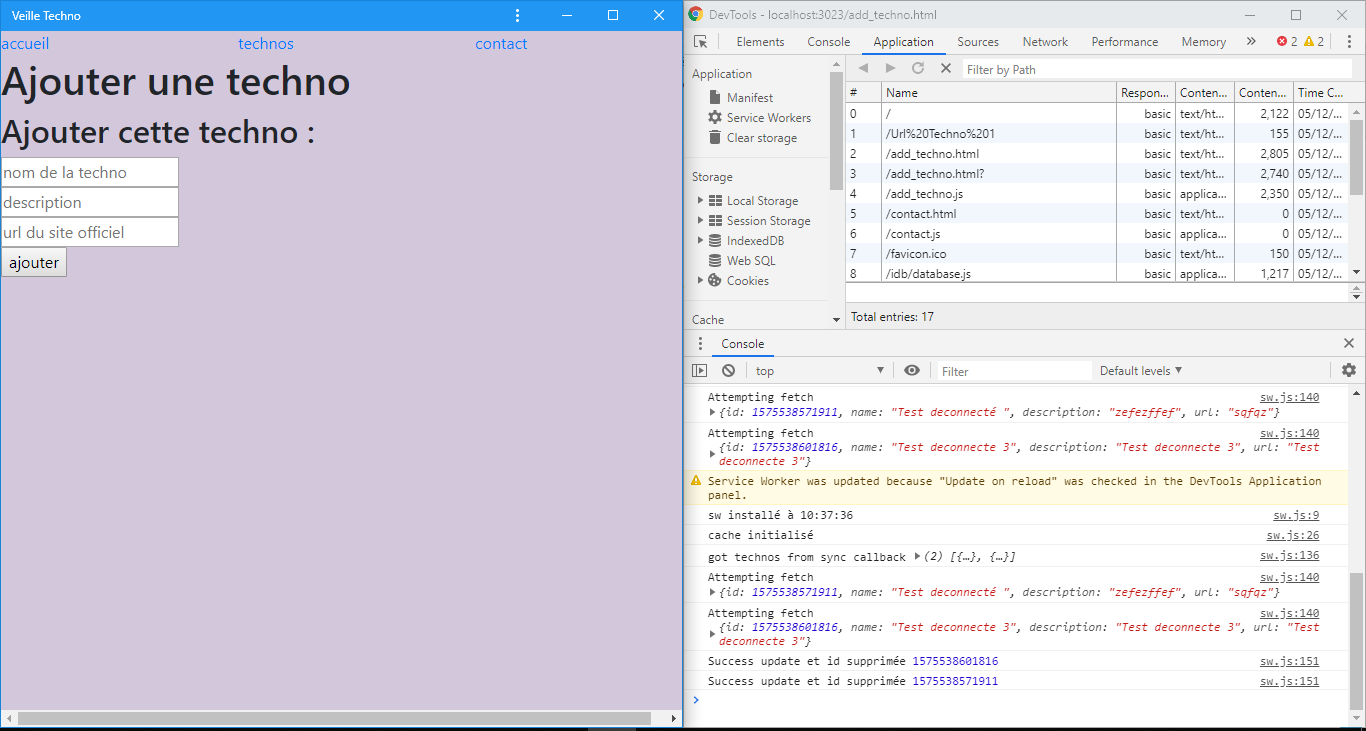 Veille Techno
accueil
technos
contact
Ajouter une techno
Ajouter cette techno :
nom de la techno
description
url du site officiel
ajouter
DevTools - localhost:3023/add_techno.html
Elements Console Application Sources Network Performance Memory » 2 2
Application
Manifest
Service Workers
Clear storage
Storage
Local Storage
Session Storage
IndexedDB
Web SQL
Cookies
Cache
Filter by Path
# Name Respon... Conten... Conten... Time C...
0 / basic text/ht... 2,122 05/12/...
1 /Url%20Techno%201 basic text/ht... 155 05/12/...
2 /add_techno.html basic text/ht... 2,805 05/12/...
3 /add_techno.html? basic text/ht... 2,740 05/12/...
4 /add_techno.js basic applica... 2,350 05/12/...
5 /contact.html basic text/ht... 0 05/12/...
6 /contact.js basic applica... 0 05/12/...
7 /favicon.ico basic text/ht... 150 05/12/...
8 /idb/database.js basic applica... 1,217 05/12/...
Total entries: 17
Console
top Filter Default levels
Attempting fetch sw.js:140
{id: 1575538571911, name: "Test deconnecté ", description: "zefezffef", url: "sqfqz"}
Attempting fetch sw.js:140
{id: 1575538601816, name: "Test deconnecte 3", description: "Test deconnecte 3", url: "Test
deconnecte 3"}
Service Worker was updated because "Update on reload" was checked in the DevTools Application
panel.
sw installé à 10:37:36 sw.js:9
cache initialisé sw.js:26
got technos from sync callback (2) [{…}, {…}] sw.js:136
Attempting fetch sw.js:140
{id: 1575538571911, name: "Test deconnecté ", description: "zefezffef", url: "sqfqz"}
Attempting fetch sw.js:140
{id: 1575538601816, name: "Test deconnecte 3", description: "Test deconnecte 3", url: "Test
deconnecte 3"}
Success update et id supprimée 1575538601816 sw.js:151
Success update et id supprimée 1575538571911 sw.js:151